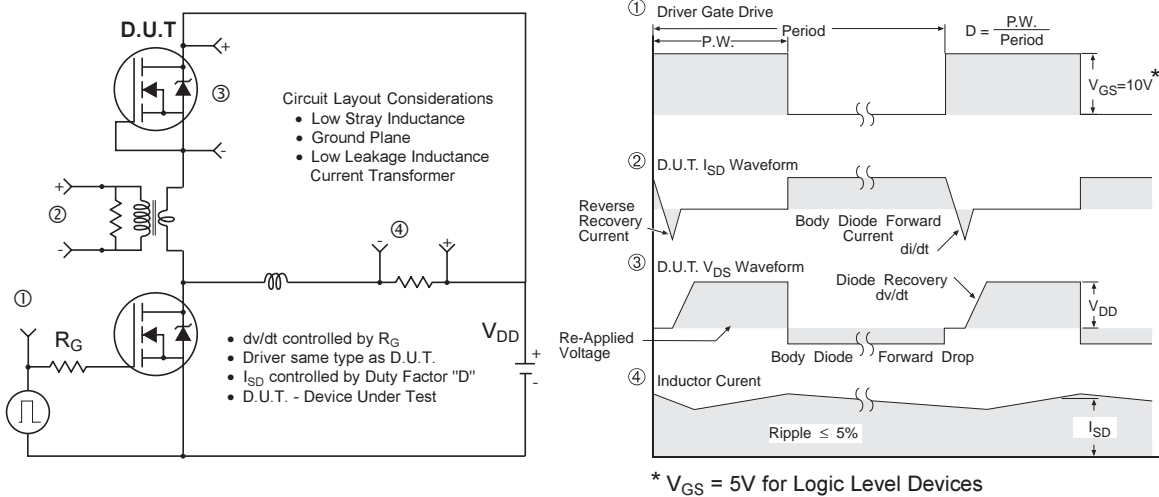 D.U.T
+
③
Circuit Layout Considerations
• Low Stray Inductance
• Ground Plane
• Low Leakage Inductance
Current Transformer
-
+
②
-
④
-
+
①
R_G
• dv/dt controlled by R_G
• Driver same type as D.U.T.
• I_SD controlled by Duty Factor "D"
• D.U.T. - Device Under Test
V_DD
+
-
① Driver Gate Drive
Period
P.W.
D = P.W. / Period
V_GS=10V *
② D.U.T. I_SD Waveform
Reverse
Recovery
Current
Body Diode Forward
Current
di/dt
③ D.U.T. V_DS Waveform
Diode Recovery
dv/dt
V_DD
Re-Applied
Voltage
Body Diode Forward Drop
④ Inductor Curent
Ripple ≤ 5%
I_SD
* V_GS = 5V for Logic Level Devices